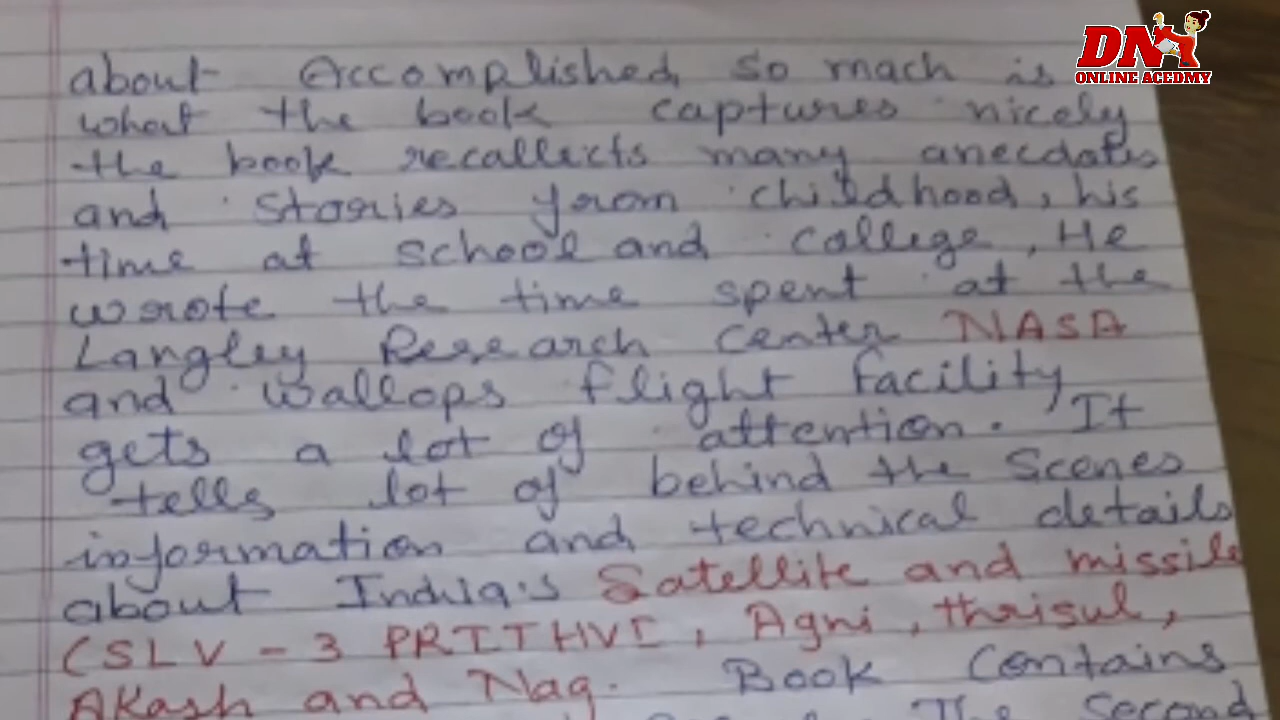 DNA
ONLINE ACEDMY
about Accomplished so mach is
what the book captures nicely
the book recallects many anecdotes
and stories from childhood, his
time at school and college. He
wrote the time spent at the
Langley Research Center NASA
and Wallops flight Facility
gets a lot of attention. It
tells lot of behind the Scenes
information and technical details
about India's Satellite and missile
(SLV - 3 PRITHVI, Agni, thrisul,
AKash and Nag. Book Contains
The Second